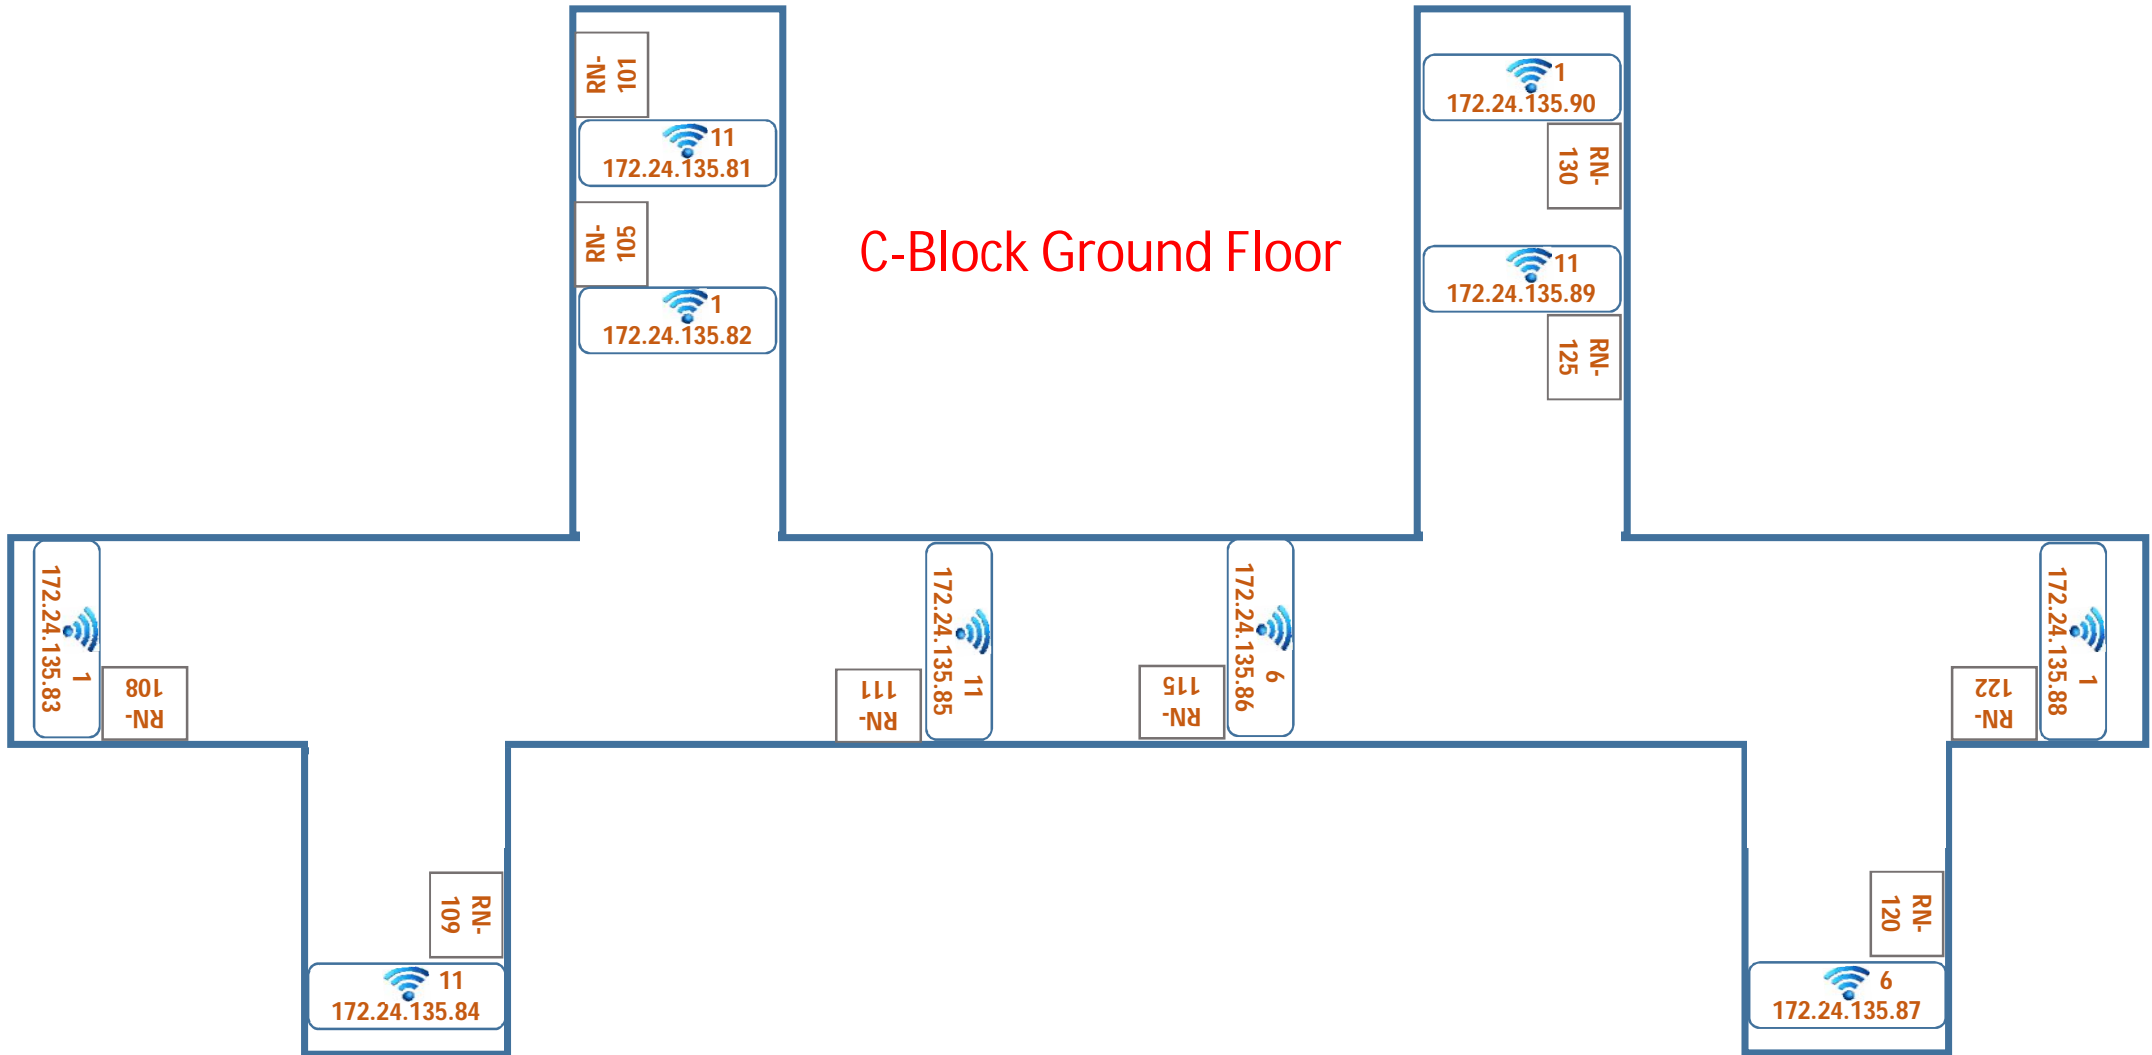 RN-
101
11
172.24.135.81
RN-
105
1
172.24.135.82
C-Block Ground Floor
1
172.24.135.90
RN-
130
11
172.24.135.89
RN-
125
172.24.135.83
1
RN-
108
RN-
111
172.24.135.85
11
RN-
115
172.24.135.86
6
RN-
122
172.24.135.88
1
RN-
109
11
172.24.135.84
RN-
120
6
172.24.135.87